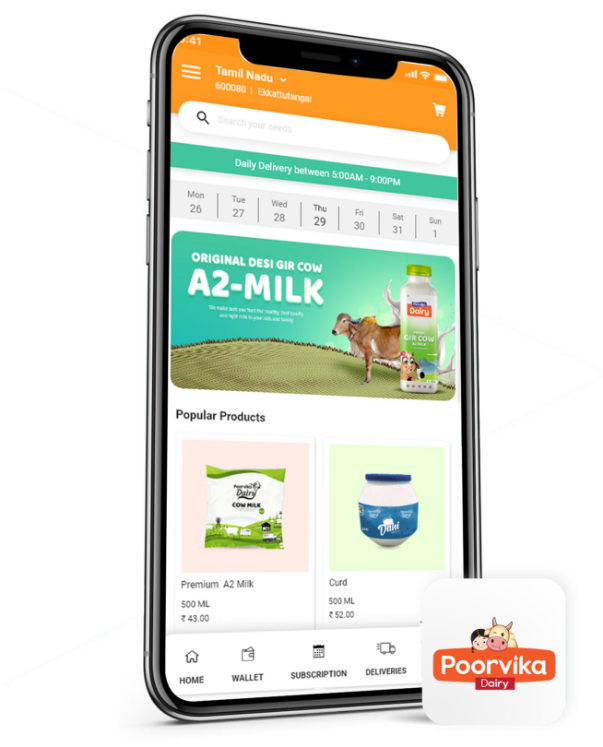 9:41
Tamil Nadu
600080 | Ekkattutangal
Search your needs
Daily Delivery between 5:00AM - 9:00PM
Mon Tue Wed Thu Fri Sat Sun
26 27 28 29 30 31 1
ORIGINAL DESI GIR COW
A2-MILK
Dairy
GIR COW
A2 MILK
Popular Products
Poorvika
Dairy
COW MILK
Dahi
Premium A2 Milk
500 ML
₹ 43.00
Curd
500 ML
₹ 52.00
HOME WALLET SUBSCRIPTION DELIVERIES
Poorvika
Dairy